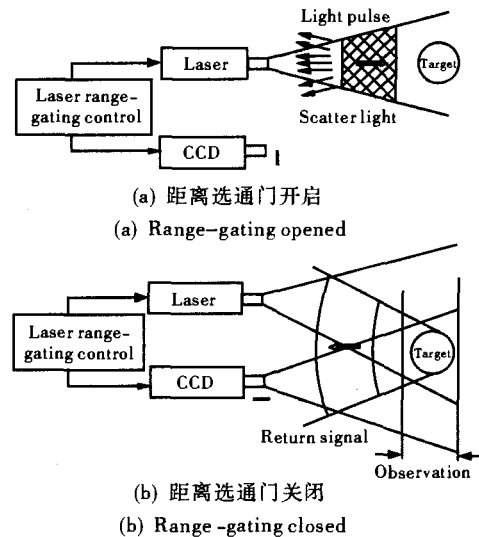 Light pulse
Laser
Target
Laser range-
gating control
Scatter light
CCD
(a) 距离选通门开启
(a) Range-gating opened
Laser
Laser range-
gating control
Target
CCD
Return signal
Observation
(b) 距离选通门关闭
(b) Range -gating closed